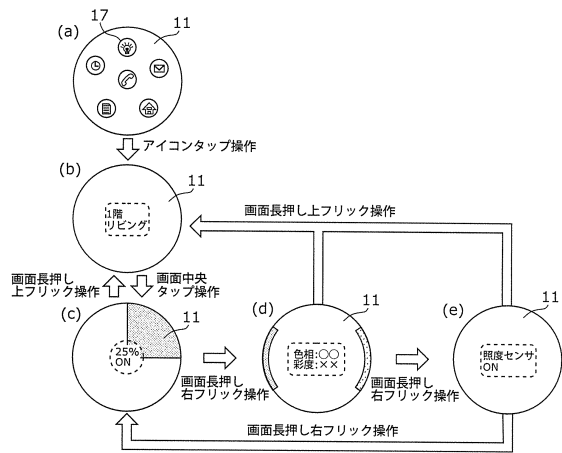 (a)
17
11
アイコンタップ操作
(b)
11
1階
リビング
画面長押し上フリック操作
画面長押し
上フリック操作
画面中央
タップ操作
(c)
11
25%
ON
画面長押し
右フリック操作
(d)
11
色相:○○
彩度:××
画面長押し
右フリック操作
(e)
11
照度センサ
ON
画面長押し右フリック操作